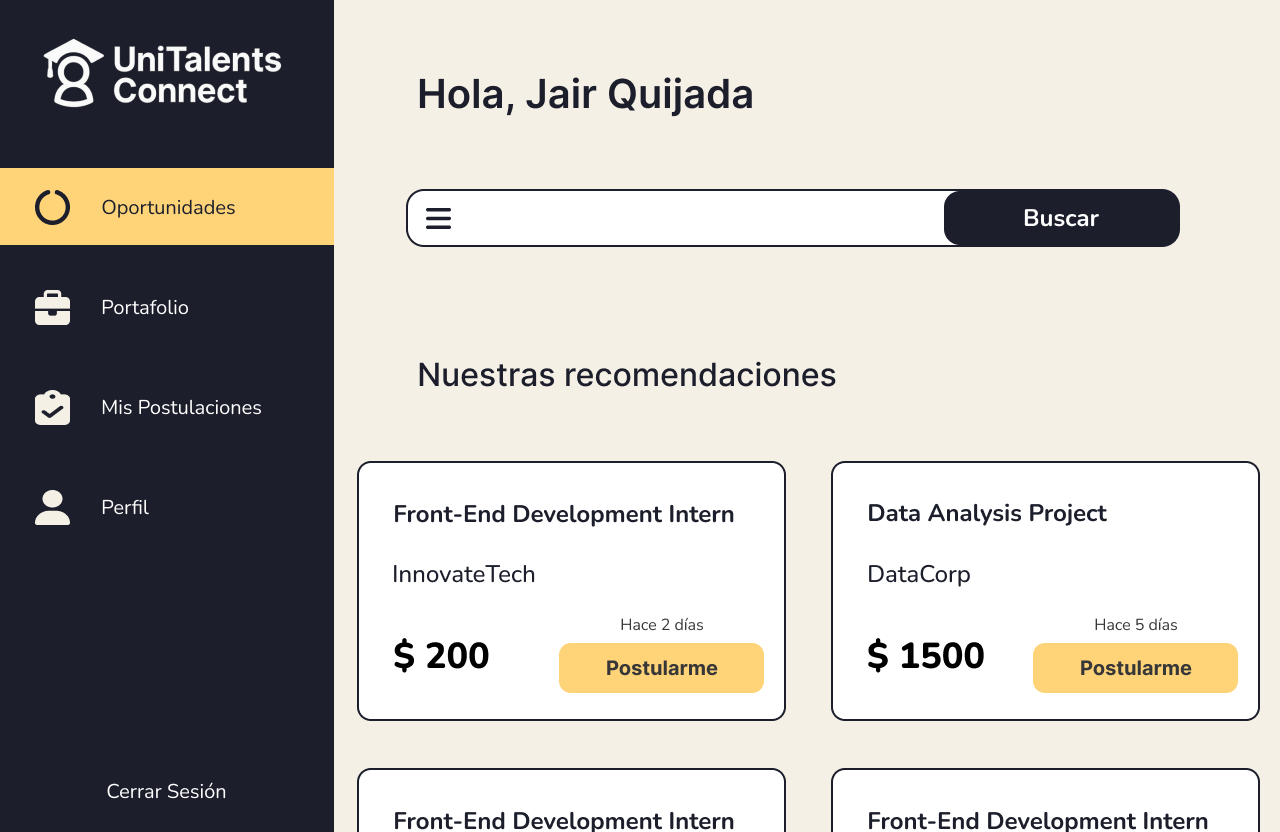 UniTalents
Connect
Oportunidades
Portafolio
Mis Postulaciones
Perfil
Cerrar Sesión
Hola, Jair Quijada
Buscar
Nuestras recomendaciones
Front-End Development Intern
InnovateTech
Hace 2 días
$ 200
Postularme
Data Analysis Project
DataCorp
Hace 5 días
$ 1500
Postularme
Front-End Development Intern
Front-End Development Intern